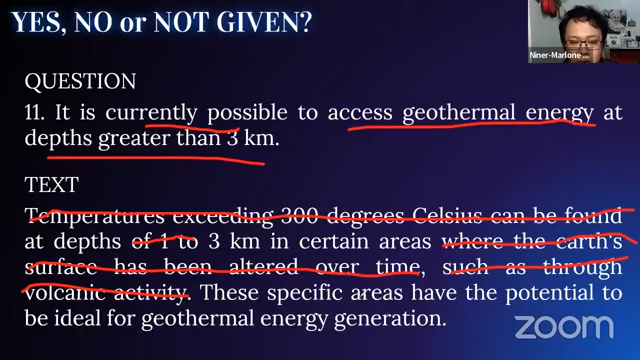 YES, NO or NOT GIVEN?
Niner-Marlone
QUESTION
11. It is currently possible to access geothermal energy at
depths greater than 3 km.
TEXT
Temperatures exceeding 300 degrees Celsius can be found
at depths of 1 to 3 km in certain areas where the earth's
surface has been altered over time, such as through
volcanic activity. These specific areas have the potential to
be ideal for geothermal energy generation.
zoom